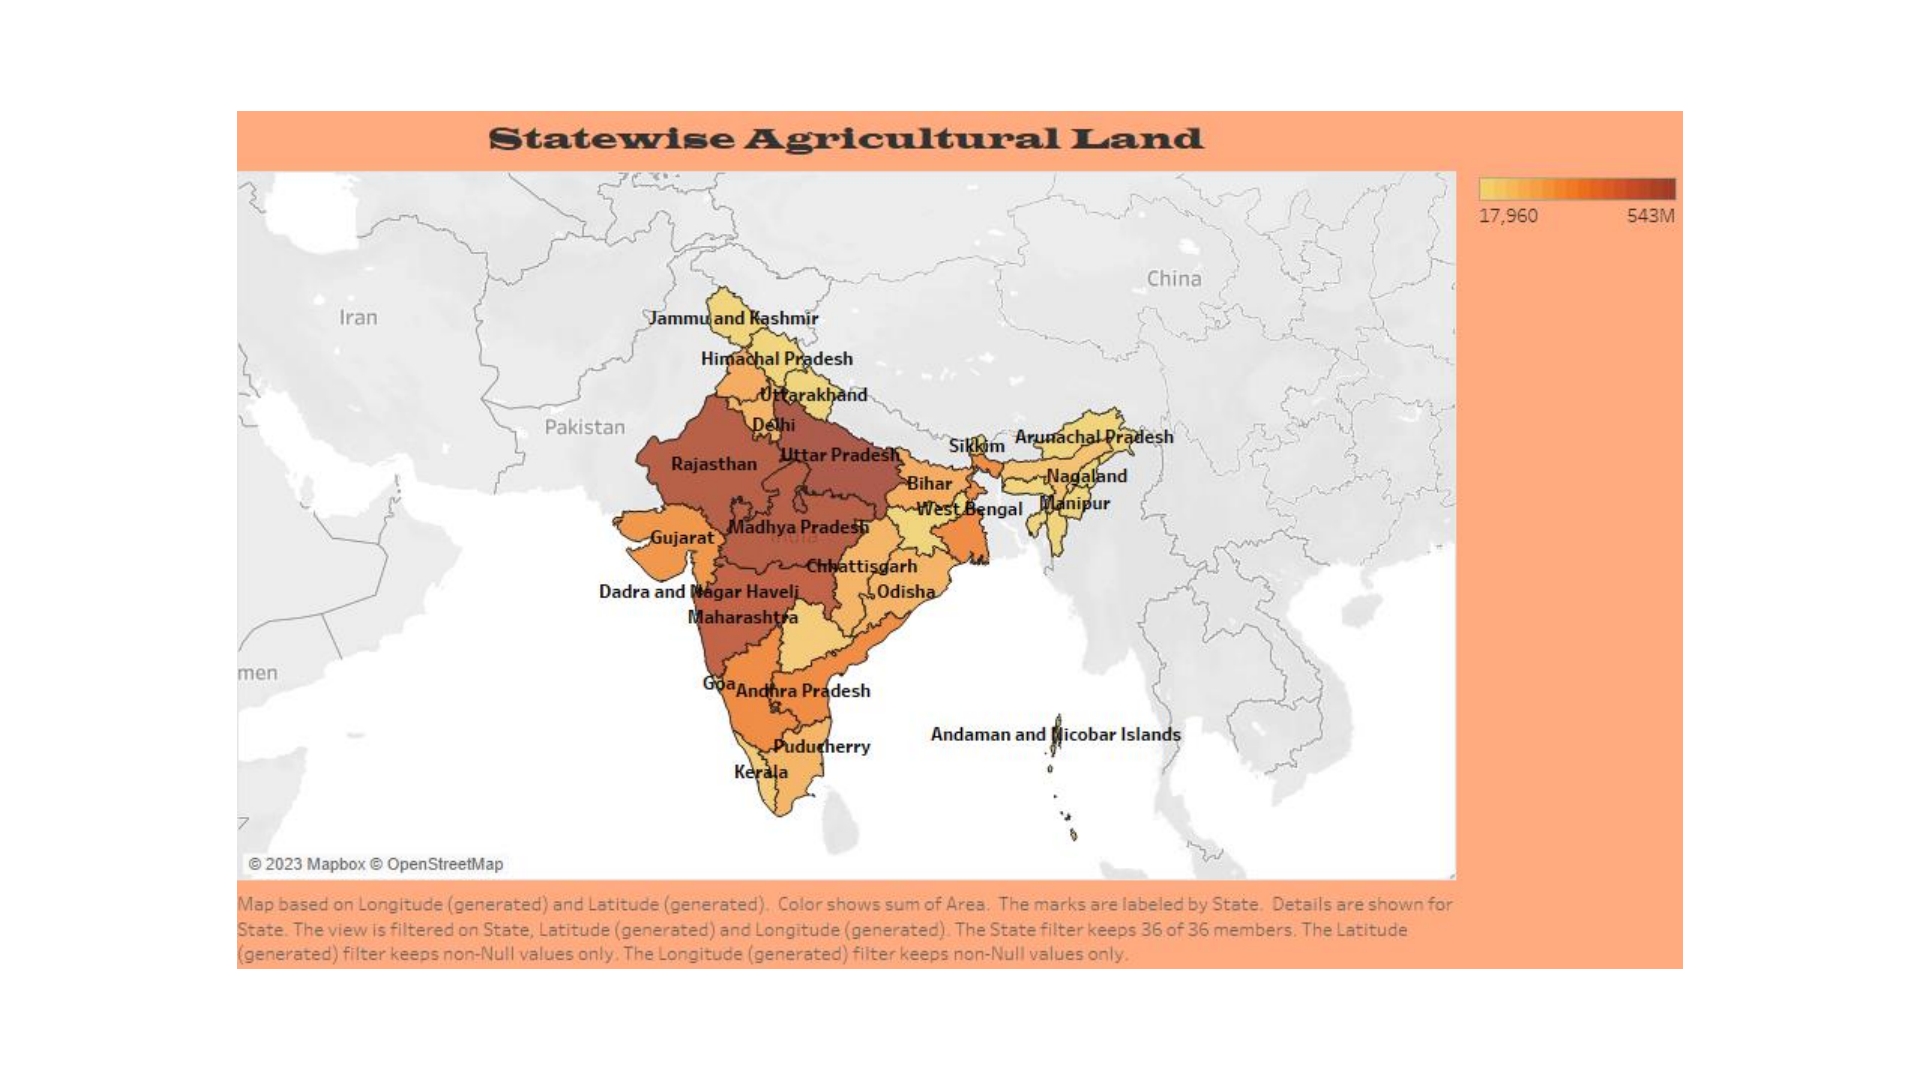 Statewise Agricultural Land
17,960 543M
China
Iran
Jammu and Kashmir
Himachal Pradesh
Uttarakhand
Pakistan
Delhi
Arunachal Pradesh
Sikkim
Uttar Pradesh
Rajasthan
Nagaland
Bihar
Manipur
West Bengal
Madhya Pradesh
India
Gujarat
Chhattisgarh
Dadra and Nagar Haveli
Odisha
Maharashtra
men
Goa
Andhra Pradesh
Andaman and Nicobar Islands
Puducherry
Kerala
© 2023 Mapbox © OpenStreetMap
Map based on Longitude (generated) and Latitude (generated). Color shows sum of Area. The marks are labeled by State. Details are shown for
State. The view is filtered on State, Latitude (generated) and Longitude (generated). The State filter keeps 36 of 36 members. The Latitude
(generated) filter keeps non-Null values only. The Longitude (generated) filter keeps non-Null values only.